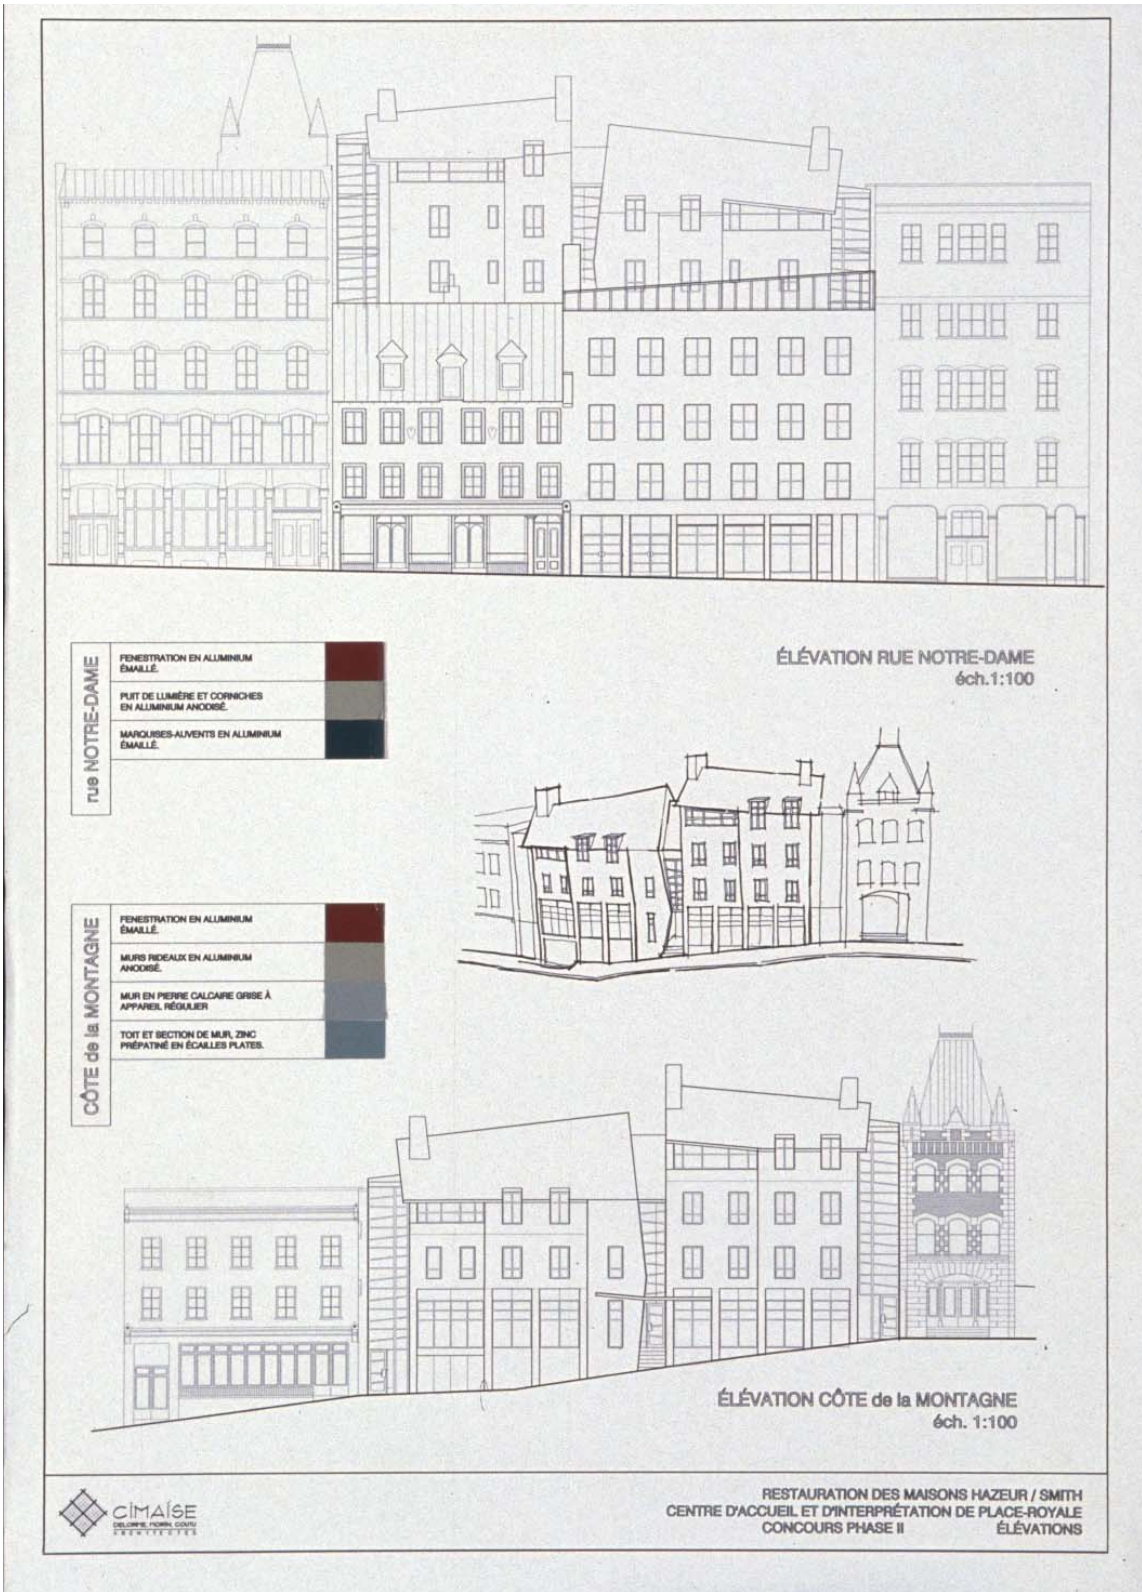 rue NOTRE-DAME
FENESTRATION EN ALUMINIUM
ÉMAILLÉ.
PUIT DE LUMIÈRE ET CORNICHES
EN ALUMINIUM ANODISÉ.
MARQUISES-AUVENTS EN ALUMINIUM
ÉMAILLÉ.
ÉLÉVATION RUE NOTRE-DAME
éch.1:100
CÔTE de la MONTAGNE
FENESTRATION EN ALUMINIUM
ÉMAILLÉ.
MURS RIDEAUX EN ALUMINIUM
ANODISÉ.
MUR EN PIERRE CALCAIRE GRISE À
APPAREIL RÉGULIER
TOIT ET SECTION DE MUR, ZINC
PRÉPATINÉ EN ÉCAILLES PLATES.
ÉLÉVATION CÔTE de la MONTAGNE
éch. 1:100
CIMAISE
COUTU
ARCHITECTES
RESTAURATION DES MAISONS HAZEUR / SMITH
CENTRE D'ACCUEIL ET D'INTERPRÉTATION DE PLACE-ROYALE
CONCOURS PHASE II ÉLÉVATIONS